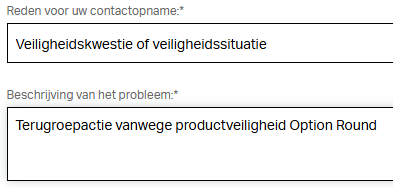 Reden voor uw contactopname:*
Veiligheidskwestie of veiligheidssituatie
Beschrijving van het probleem:*
Terugroepactie vanwege productveiligheid Option Round